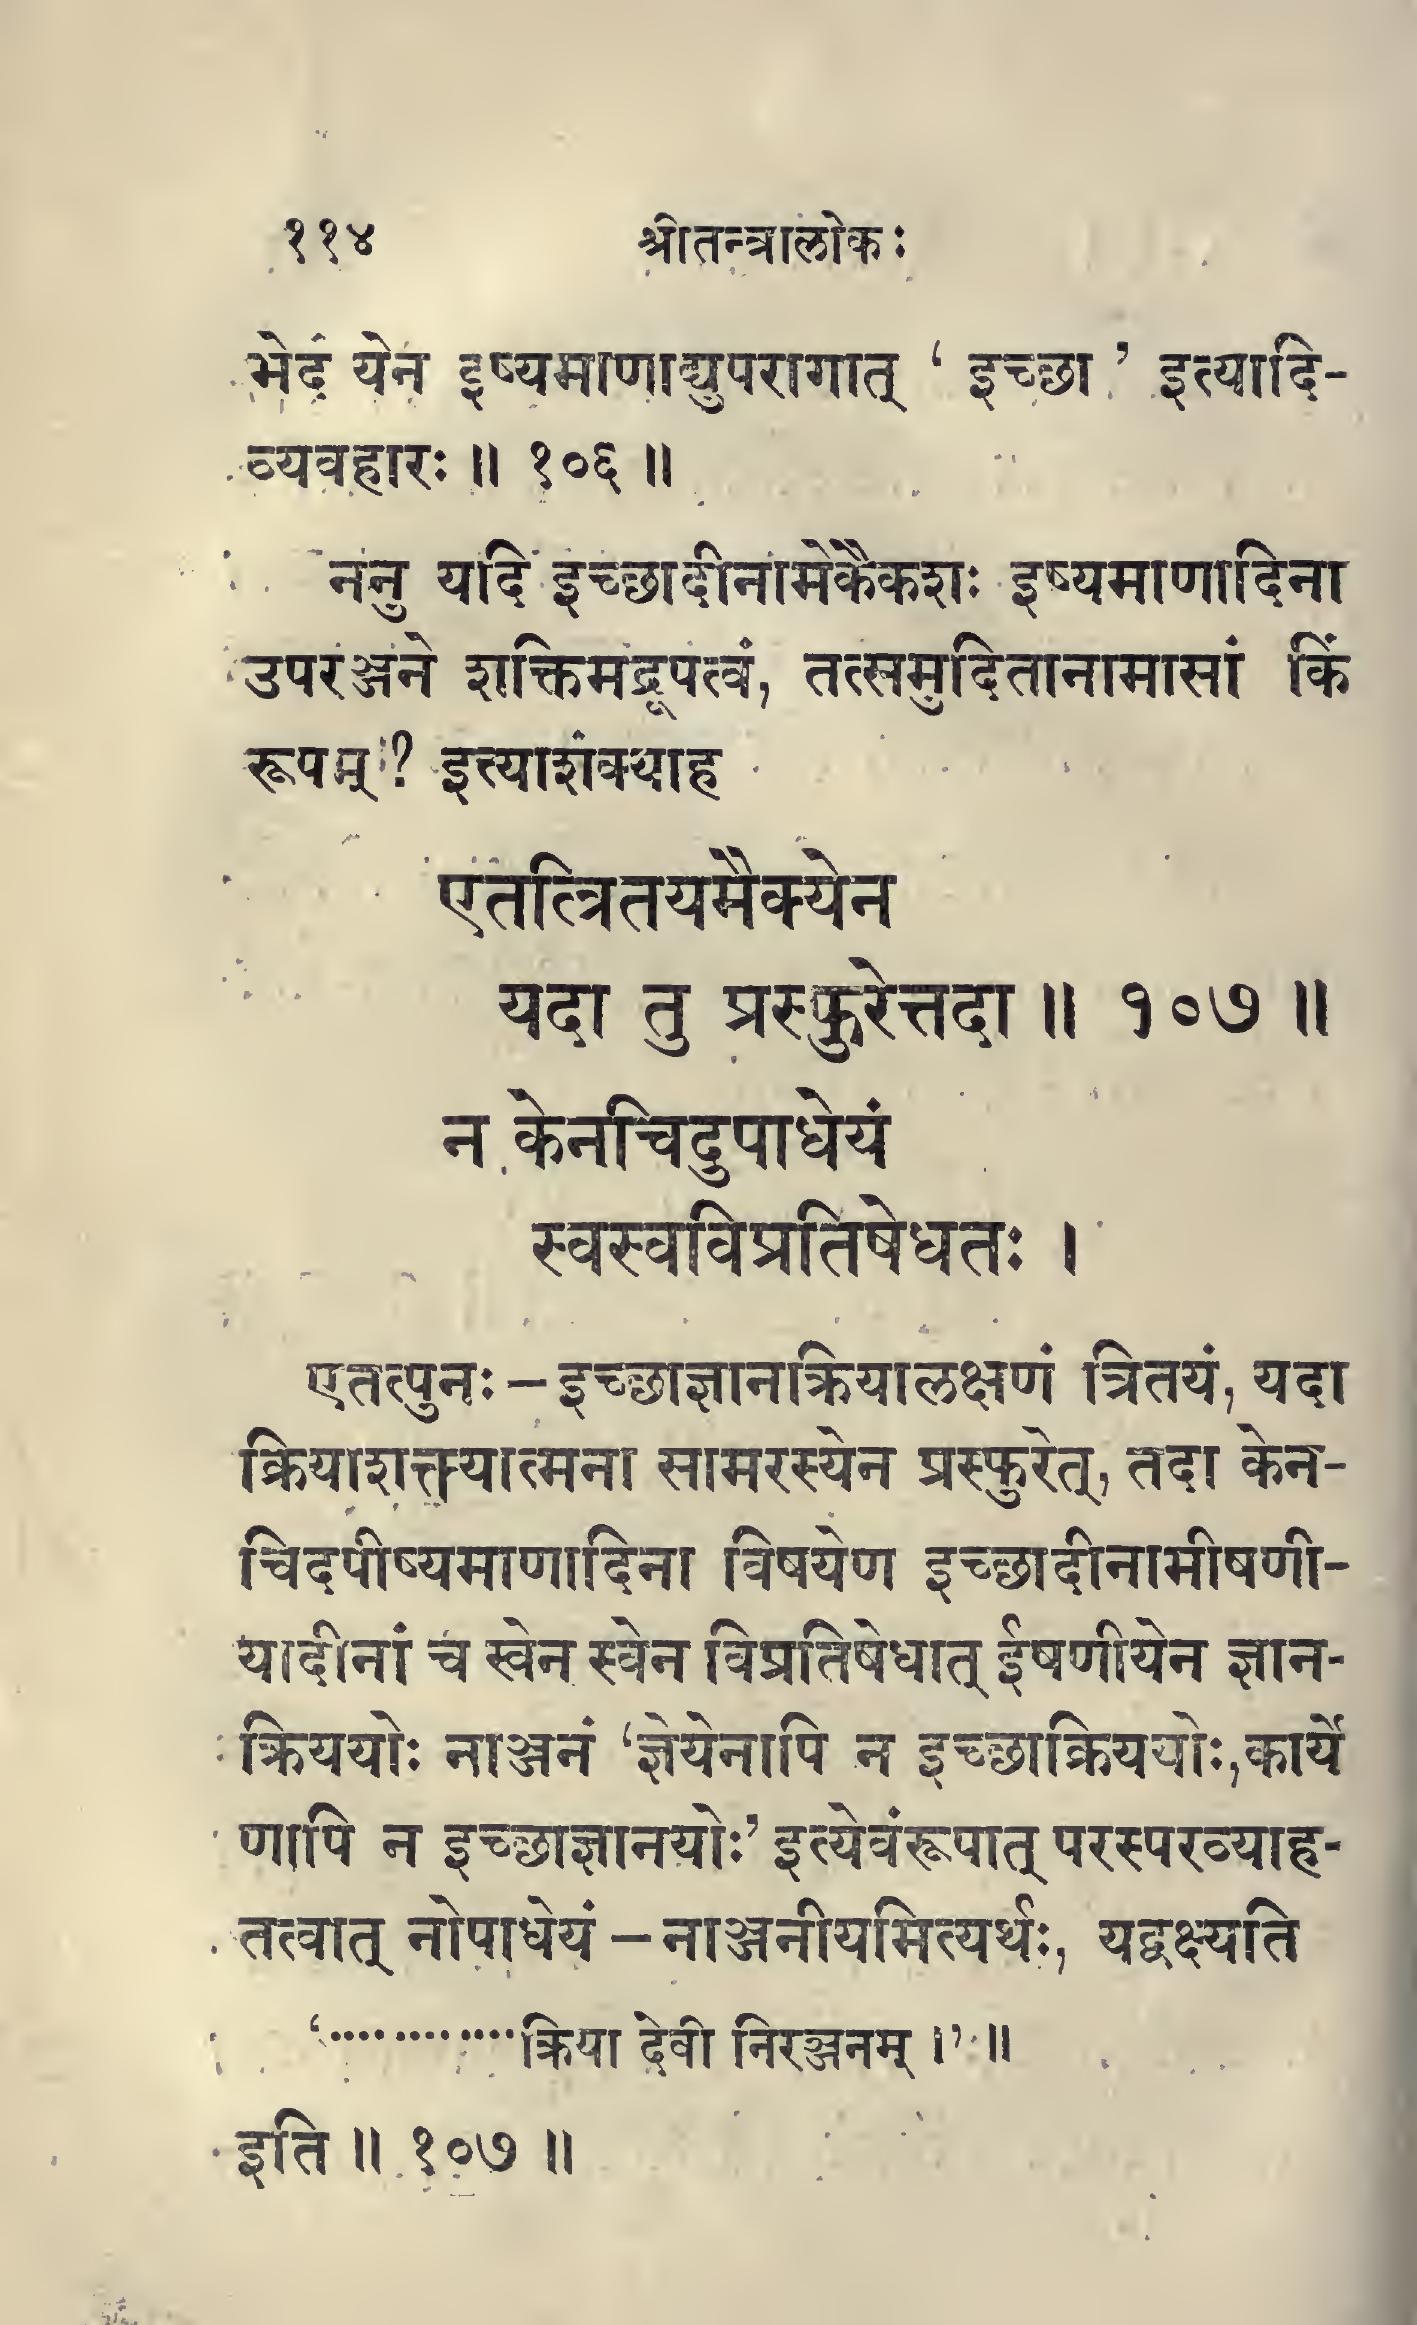 ११४ श्रीतन्त्रालोकः
भेदं येन इष्यमाणाद्युपरागात् ‘ इच्छा ’ इत्यादि-
व्यवहारः ॥ १०६ ॥
ननु यदि इच्छादीनामेकैकशः इष्यमाणादिना
उपरञ्जने शक्तिमद्रूपत्वं, तत्समुदितानामासां किं
रूपम् ? इत्याशंक्याह
एतत्त्रितयमैक्येन
यदा तु प्रस्फुरेत्तदा ॥ १०७ ॥
न केनचिदुपाधेयं
स्वस्वविप्रतिषेधतः ।
एतत्पुनः – इच्छाज्ञानक्रियालक्षणं त्रितयं, यदा
क्रियाशक्त्यात्मना सामरस्येन प्रस्फुरेत्, तदा केन-
चिदपीष्यमाणादिना विषयेण इच्छादीनामीषणी-
यादीनां च स्वेन स्वेन विप्रतिषेधात् ईषणीयेन ज्ञान-
क्रिययोः नाञ्जनं ‘ज्ञेयेनापि न इच्छाक्रिययोः,कार्ये
णापि न इच्छाज्ञानयोः’ इत्येवंरूपात् परस्परव्याह-
तत्वात् नोपाधेयं – नाञ्जनीयमित्यर्थः, यद्वक्ष्यति
‘············क्रिया देवी निरञ्जनम् ।’ ॥
इति ॥ १०७ ॥